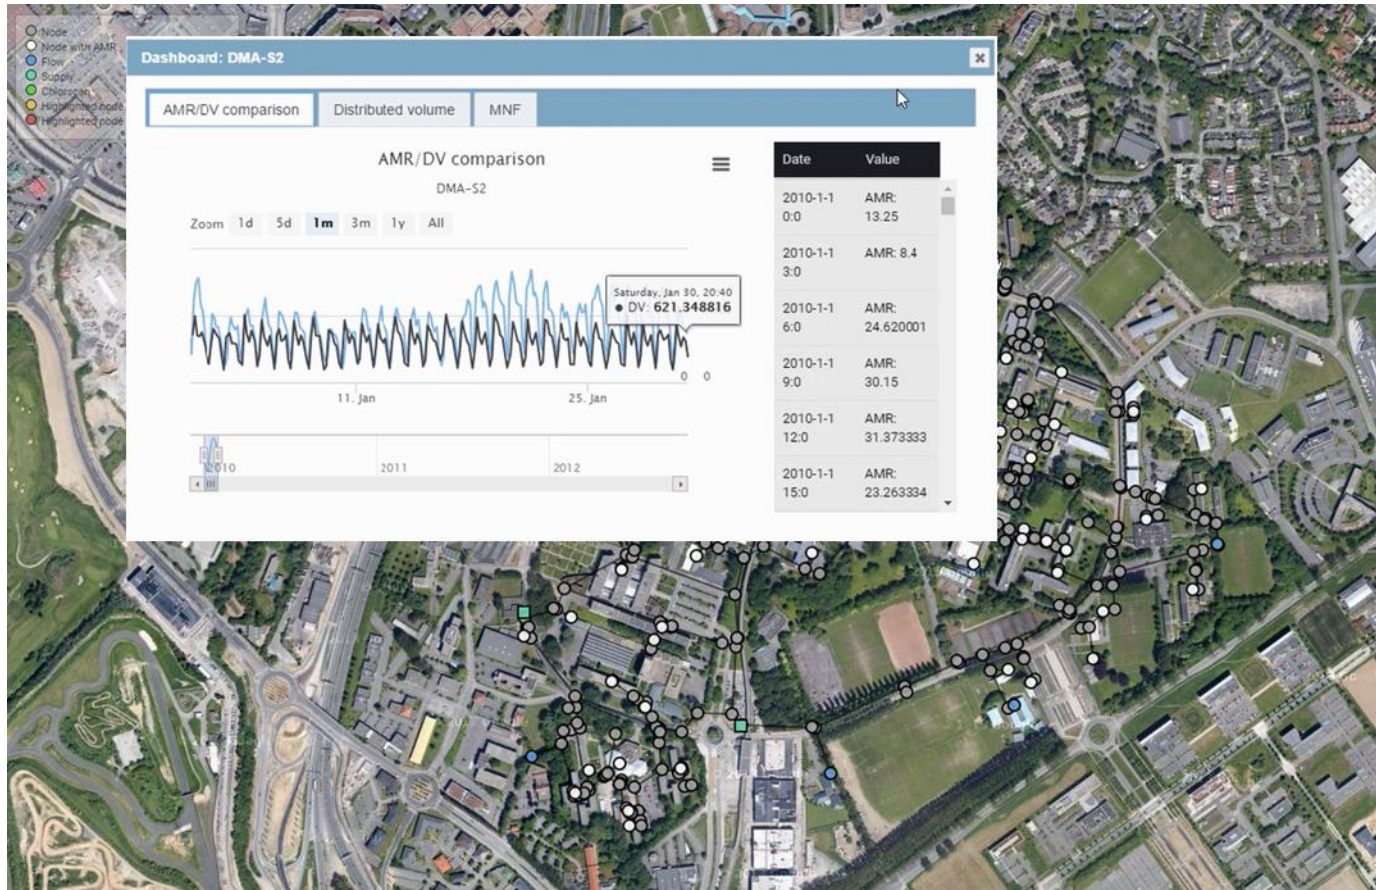 Node
Node with AMR
Flow
Supply
Chloroscan
Highlighted node
Highlighted node
Dashboard: DMA-S2
AMR/DV comparison
Distributed volume
MNF
AMR/DV comparison
DMA-S2
Zoom 1d 5d 1m 3m 1y All
Saturday, Jan 30, 20:40
DV: 621.348816
0 0
11. Jan
25. Jan
2010
2011
2012
Date Value
2010-1-1 AMR:
0:0 13.25
2010-1-1 AMR: 8.4
3:0
2010-1-1 AMR:
6:0 24.620001
2010-1-1 AMR:
9:0 30.15
2010-1-1 AMR:
12:0 31.373333
2010-1-1 AMR:
15:0 23.263334